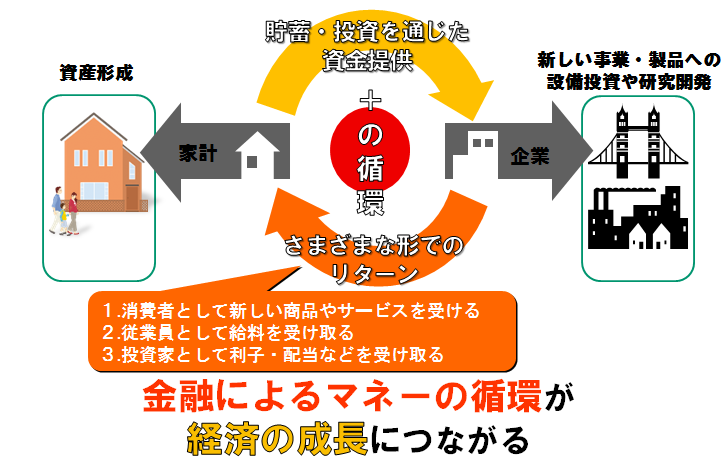 貯蓄・投資を通じた
資金提供
資産形成
新しい事業・製品への
設備投資や研究開発
家計
＋の循環
企業
さまざまな形での
リターン
１.消費者として新しい商品やサービスを受ける
２.従業員として給料を受け取る
３.投資家として利子・配当などを受け取る
金融によるマネーの循環が
経済の成長につながる